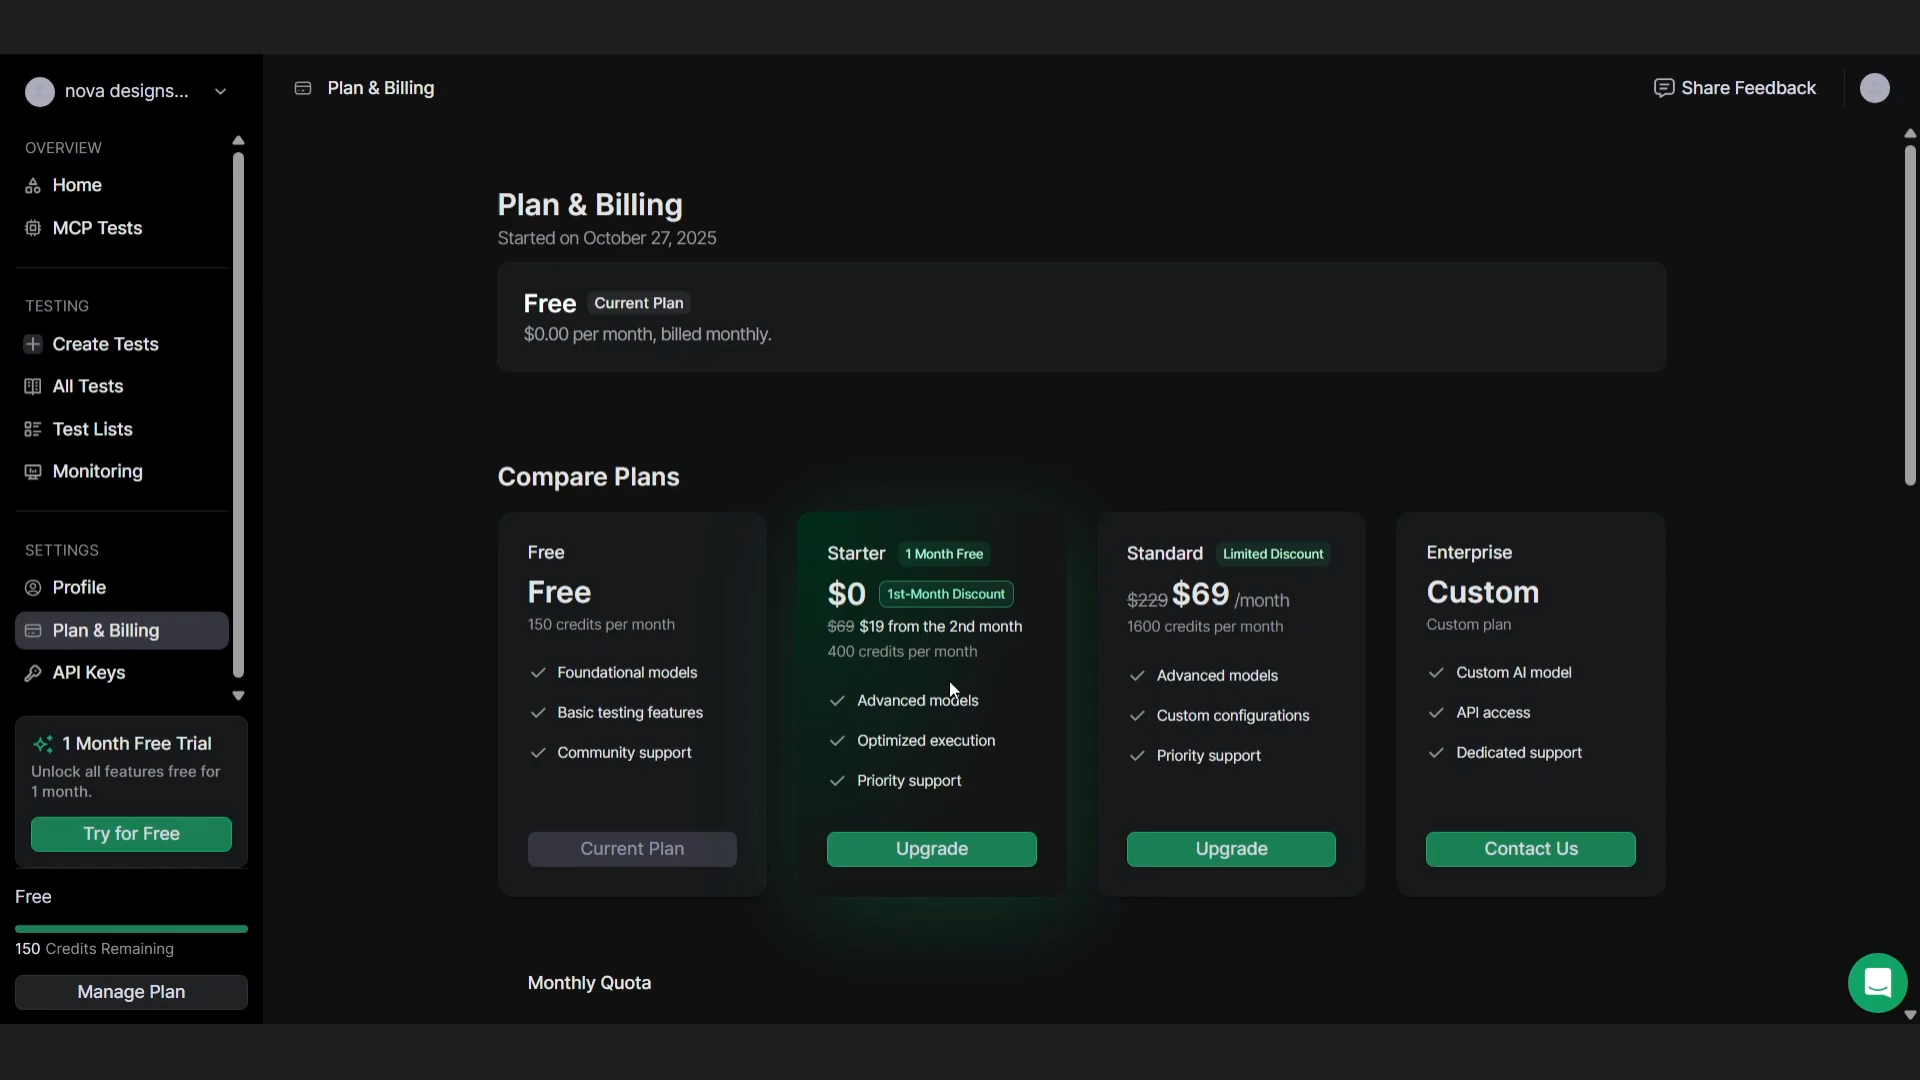 nova designs...
OVERVIEW
Home
MCP Tests
TESTING
Create Tests
All Tests
Test Lists
Monitoring
SETTINGS
Profile
Plan & Billing
API Keys
1 Month Free Trial
Unlock all features free for
1 month.
Try for Free
Free
150 Credits Remaining
Manage Plan
Plan & Billing
Share Feedback
Plan & Billing
Started on October 27, 2025
Free Current Plan
$0.00 per month, billed monthly.
Compare Plans
Free
Free
150 credits per month
Foundational models
Basic testing features
Community support
Current Plan
Starter 1 Month Free
$0 1st-Month Discount
$69 $19 from the 2nd month
400 credits per month
Advanced models
Optimized execution
Priority support
Upgrade
Standard Limited Discount
$229 $69 /month
1600 credits per month
Advanced models
Custom configurations
Priority support
Upgrade
Enterprise
Custom
Custom plan
Custom AI model
API access
Dedicated support
Contact Us
Monthly Quota